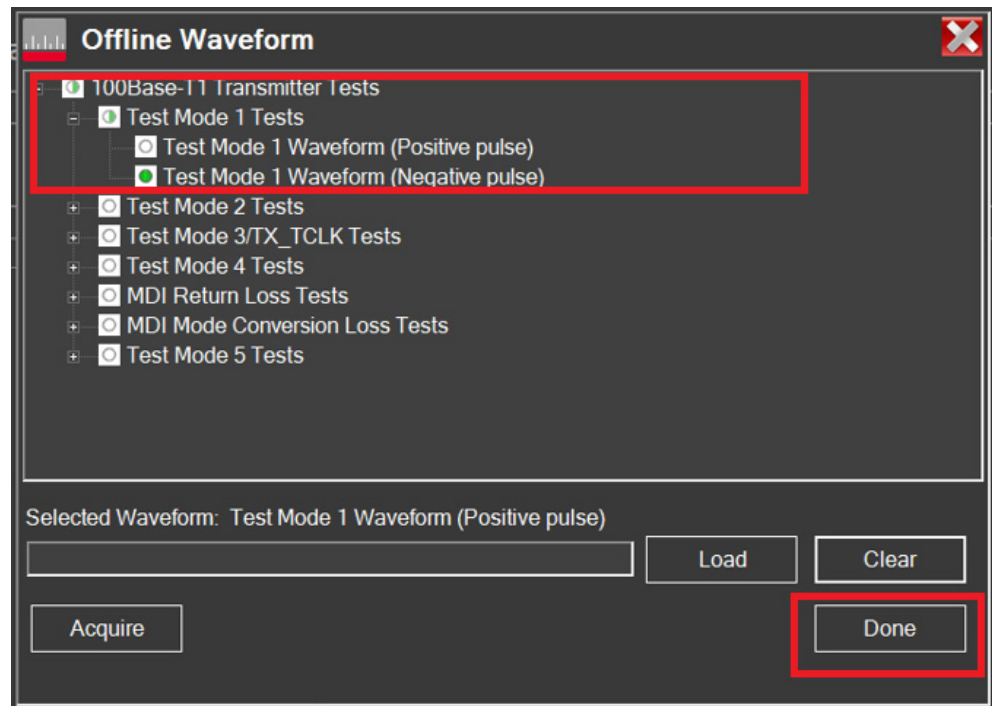 Offline Waveform
100Base-T1 Transmitter Tests
Test Mode 1 Tests
Test Mode 1 Waveform (Positive pulse)
Test Mode 1 Waveform (Negative pulse)
Test Mode 2 Tests
Test Mode 3/TX_TCLK Tests
Test Mode 4 Tests
MDI Return Loss Tests
MDI Mode Conversion Loss Tests
Test Mode 5 Tests
Selected Waveform: Test Mode 1 Waveform (Positive pulse)
Load
Clear
Acquire
Done